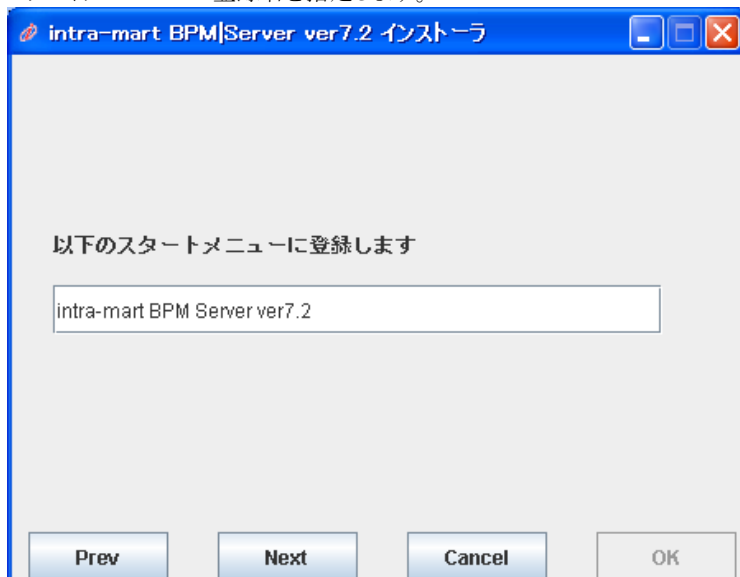 intra-mart BPM|Server ver7.2 インストーラ
以下のスタートメニューに登録します
intra-mart BPM Server ver7.2
Prev
Next
Cancel
OK